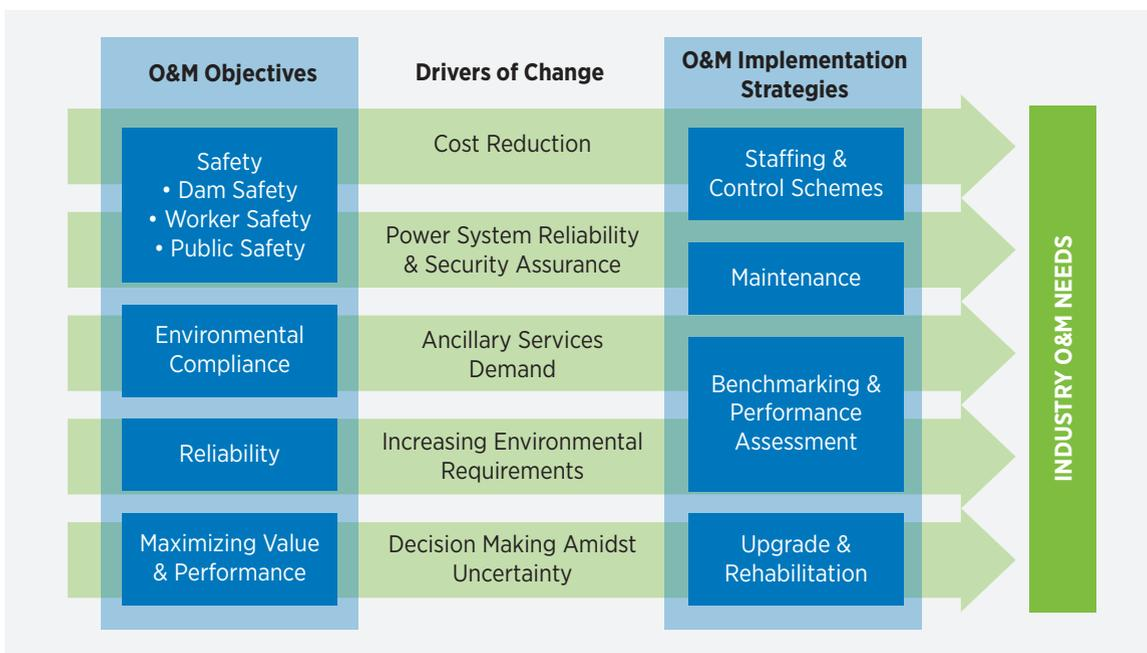 O&M Objectives
Safety
• Dam Safety
• Worker Safety
• Public Safety
Environmental
Compliance
Reliability
Maximizing Value
& Performance
Drivers of Change
Cost Reduction
Power System Reliability
& Security Assurance
Ancillary Services
Demand
Increasing Environmental
Requirements
Decision Making Amidst
Uncertainty
O&M Implementation
Strategies
Staffing &
Control Schemes
Maintenance
Benchmarking &
Performance
Assessment
Upgrade &
Rehabilitation
INDUSTRY O&M NEEDS